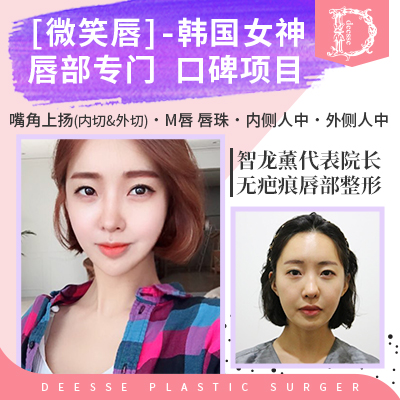 [微笑唇]-韩国女神
唇部专门 口碑项目
deesse
D
嘴角上扬(内切&外切)·M唇 唇珠·内侧人中·外侧人中
智龙薰代表院长
无疤痕唇部整形
DEESSE PLASTIC SURGER